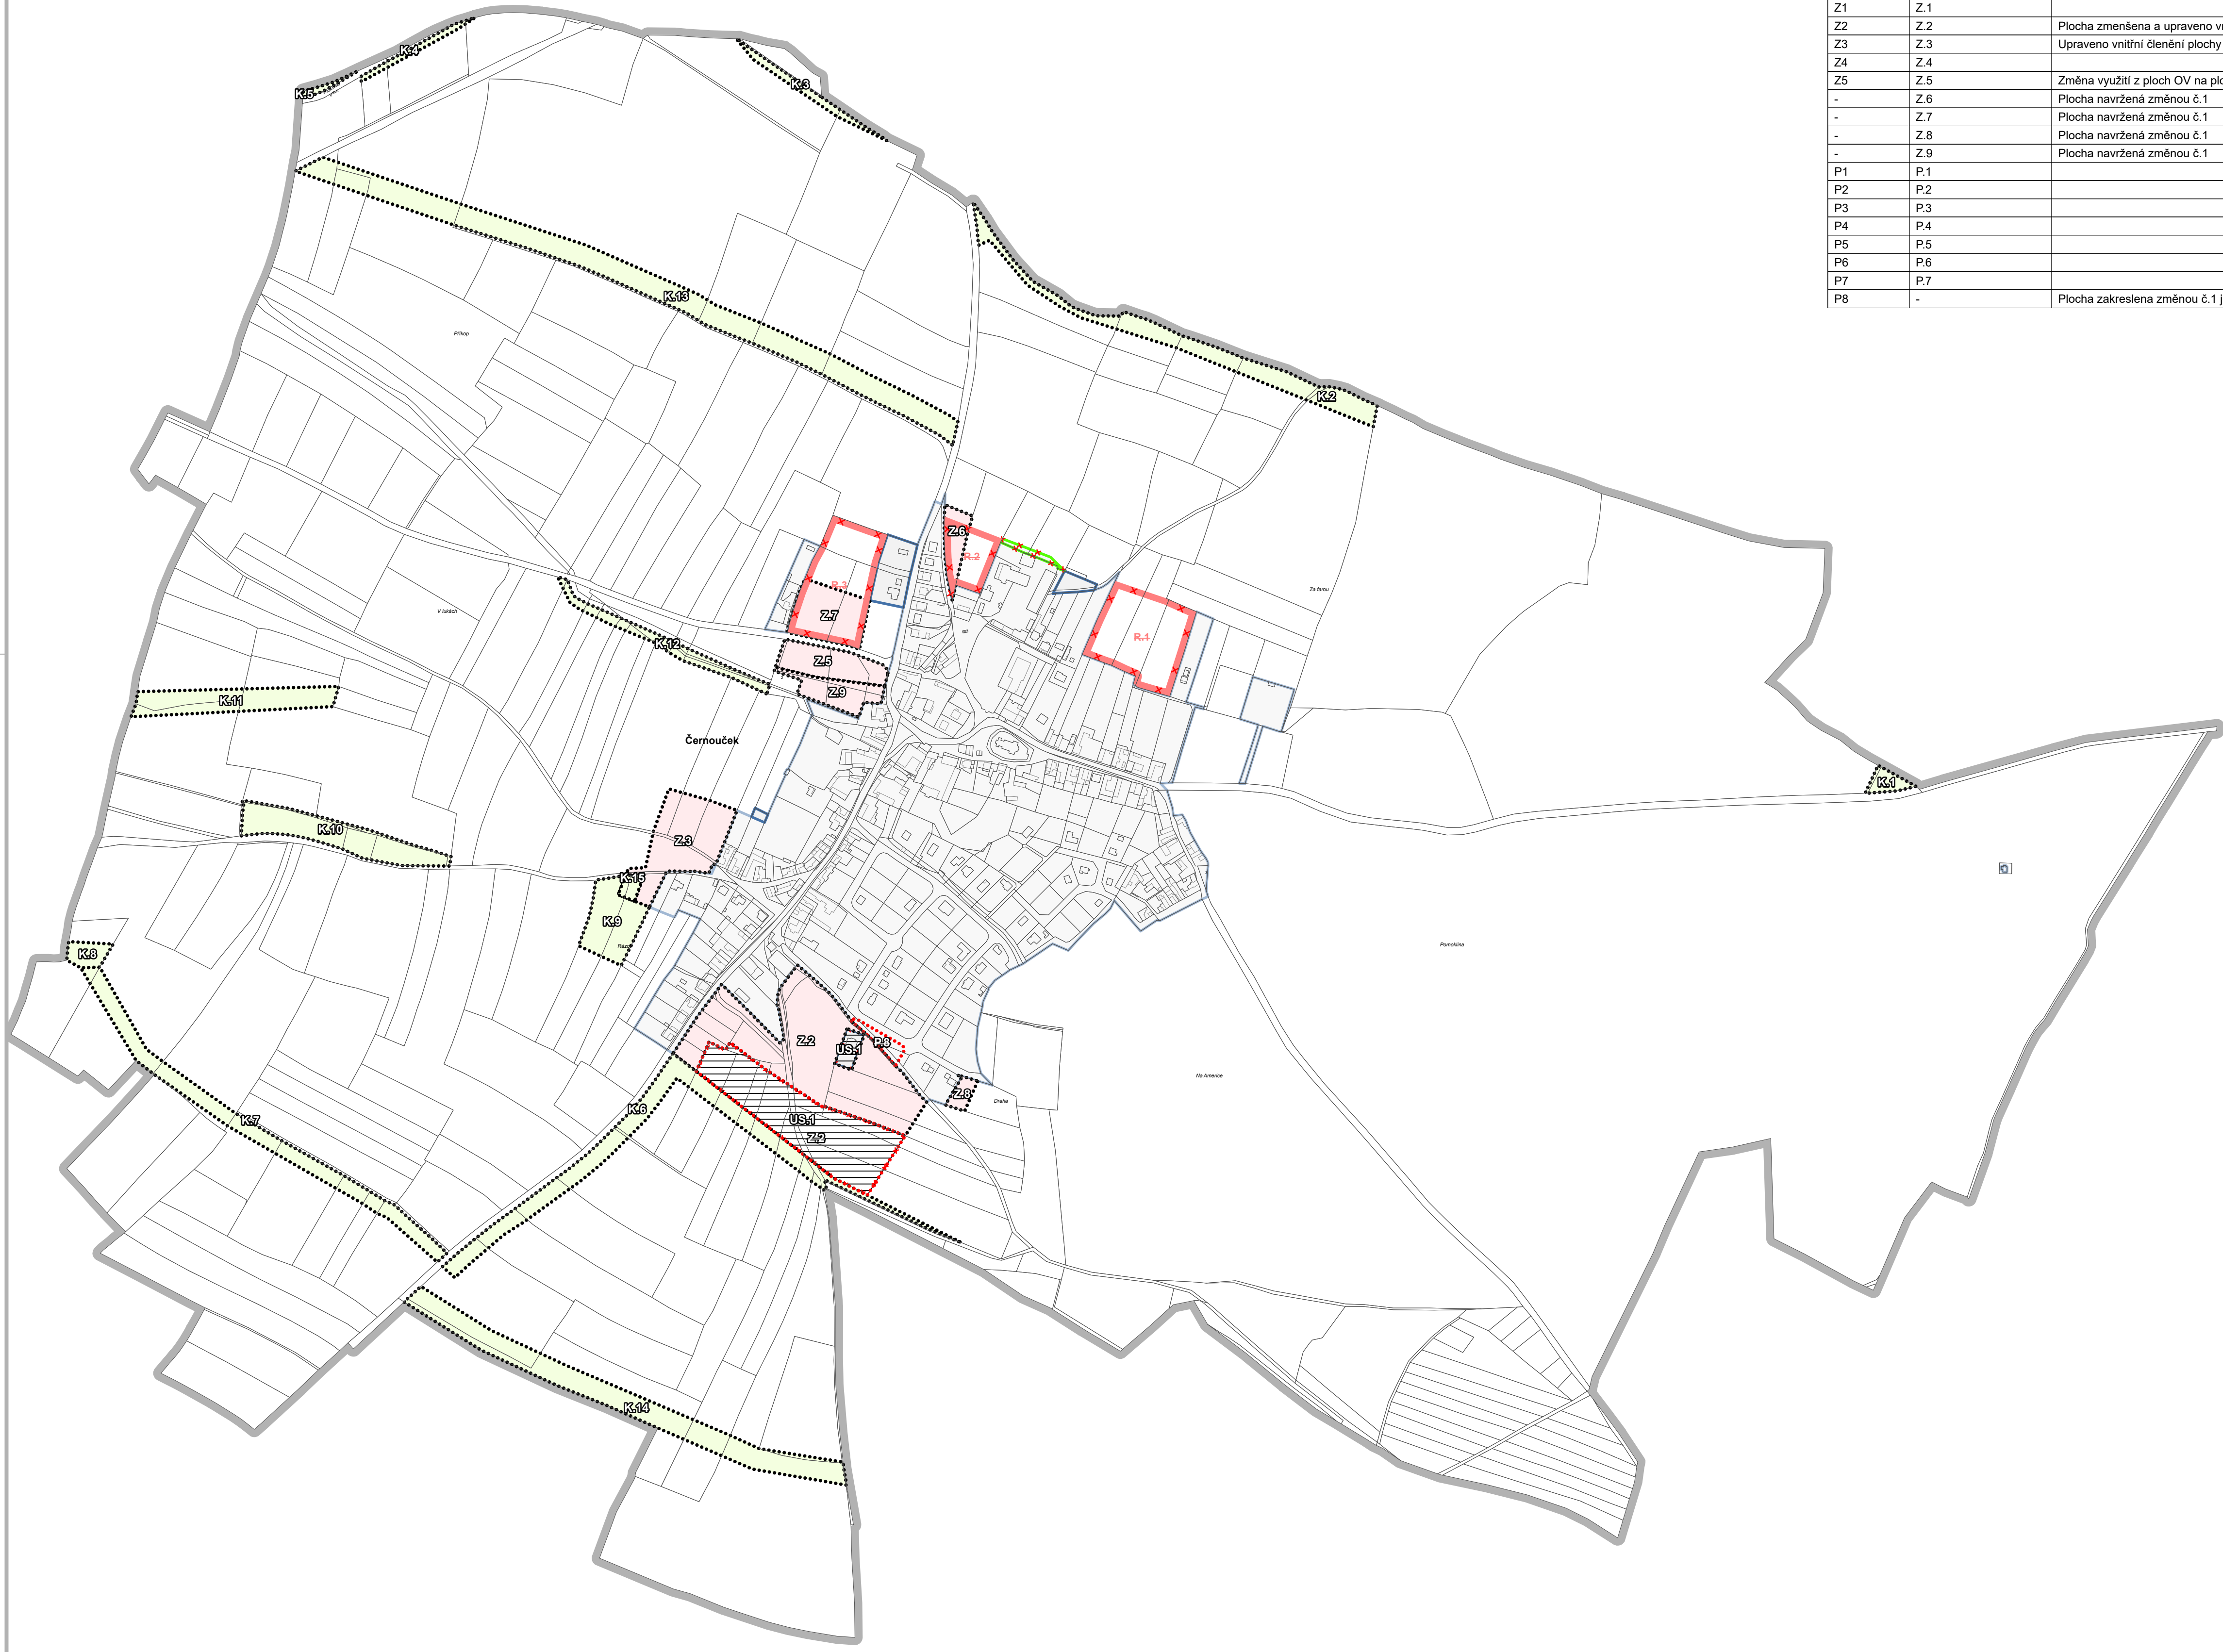 Z1 Z.1
Z2 Z.2 Plocha zmenšena a upraveno
Z3 Z.3 Upraveno vnitřní členění plochy
Z4 Z.4
Z5 Z.5 Změna využití z ploch OV na
- Z.6 Plocha navržená změnou č.1
- Z.7 Plocha navržená změnou č.1
- Z.8 Plocha navržená změnou č.1
- Z.9 Plocha navržená změnou č.1
P1 P.1
P2 P.2
P3 P.3
P4 P.4
P5 P.5
P6 P.6
P7 P.7
P8 - Plocha zakreslena změnou č.1
K.4
K.5
K.3
K.13
Příkop
K.2
Z.6
R.2
R.3
Z.7
Za farou
V lukách
R.1
K.12
Z.5
Z.9
K.11
Černouček
K.1
K.10
Z.3
K.15
K.9
K.8
Pomoklina
Z.2
P.8
US.1
Na Americe
Z.8
Draha
K.6
K.7
US.1
Z.2
K.14